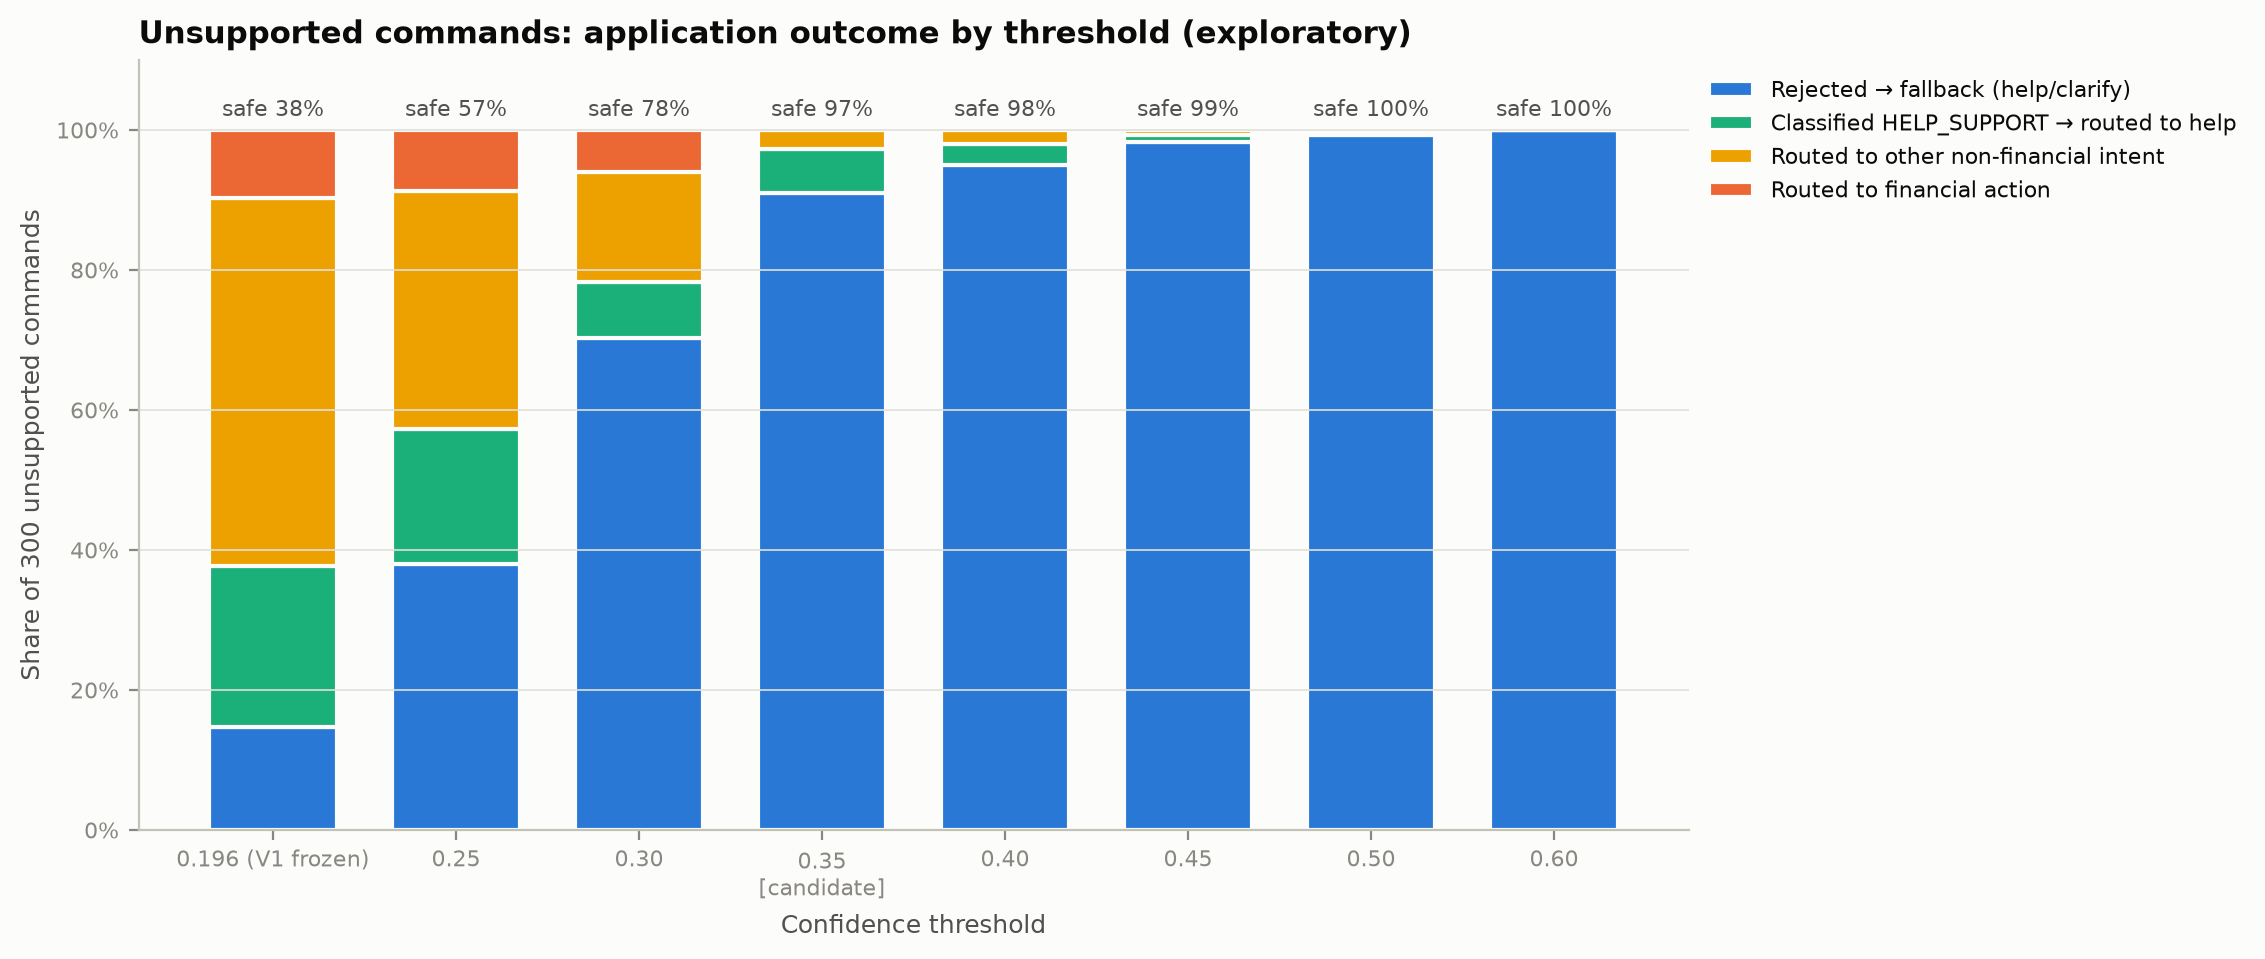 Unsupported commands: application outcome by threshold (exploratory)
Rejected → fallback (help/clarify)
Classified HELP_SUPPORT → routed to help
Routed to other non-financial intent
Routed to financial action
safe 38%
safe 57%
safe 78%
safe 97%
safe 98%
safe 99%
safe 100%
safe 100%
100%
80%
60%
40%
20%
0%
Share of 300 unsupported commands
0.196 (V1 frozen)
0.25
0.30
0.35
[candidate]
0.40
0.45
0.50
0.60
Confidence threshold